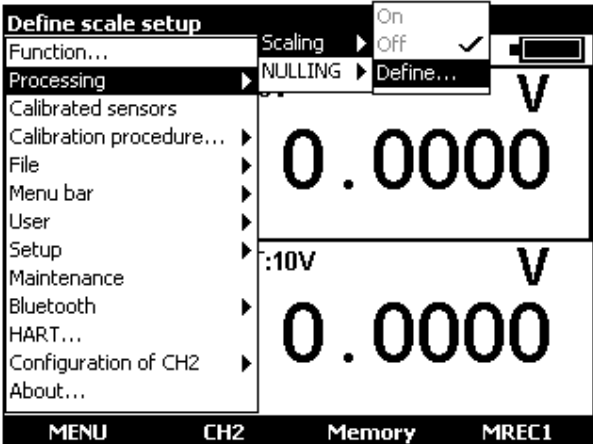 Define scale setup
Function...
Processing
Calibrated sensors
Calibration procedure...
File
Menu bar
User
Setup
Maintenance
Bluetooth
HART...
Configuration of CH2
About...
Scaling
NULLING
On
Off
Define...
V
0.0000
:10V
V
0.0000
MENU CH2 Memory MREC1